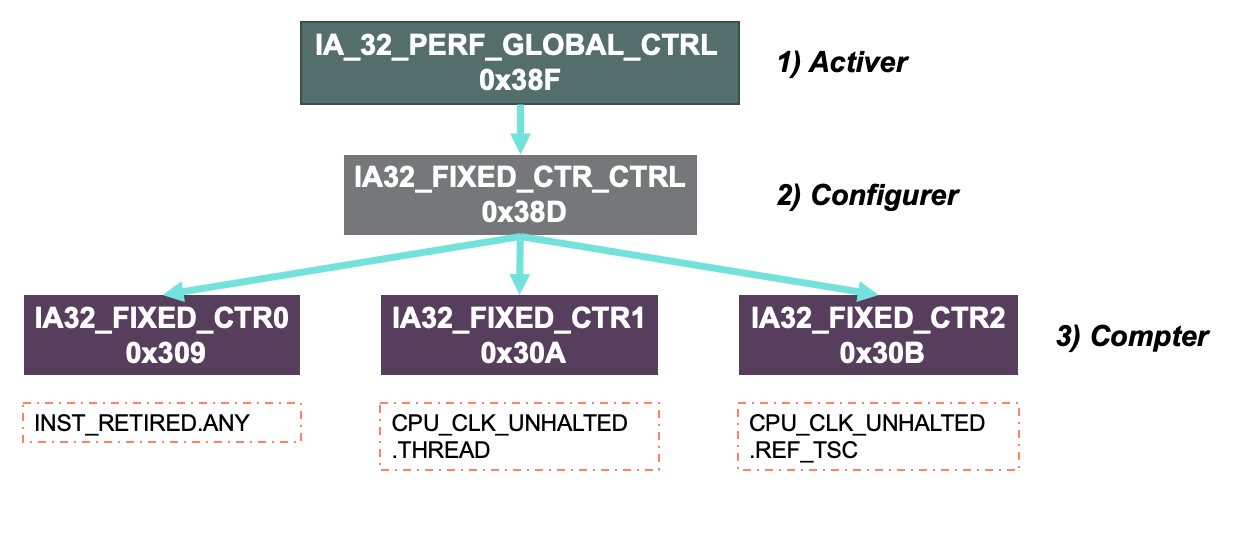 IA_32_PERF_GLOBAL_CTRL
0x38F
1) Activer
IA32_FIXED_CTR_CTRL
0x38D
2) Configurer
IA32_FIXED_CTR0
0x309
IA32_FIXED_CTR1
0x30A
IA32_FIXED_CTR2
0x30B
3) Compter
INST_RETIRED.ANY
CPU_CLK_UNHALTED
.THREAD
CPU_CLK_UNHALTED
.REF_TSC